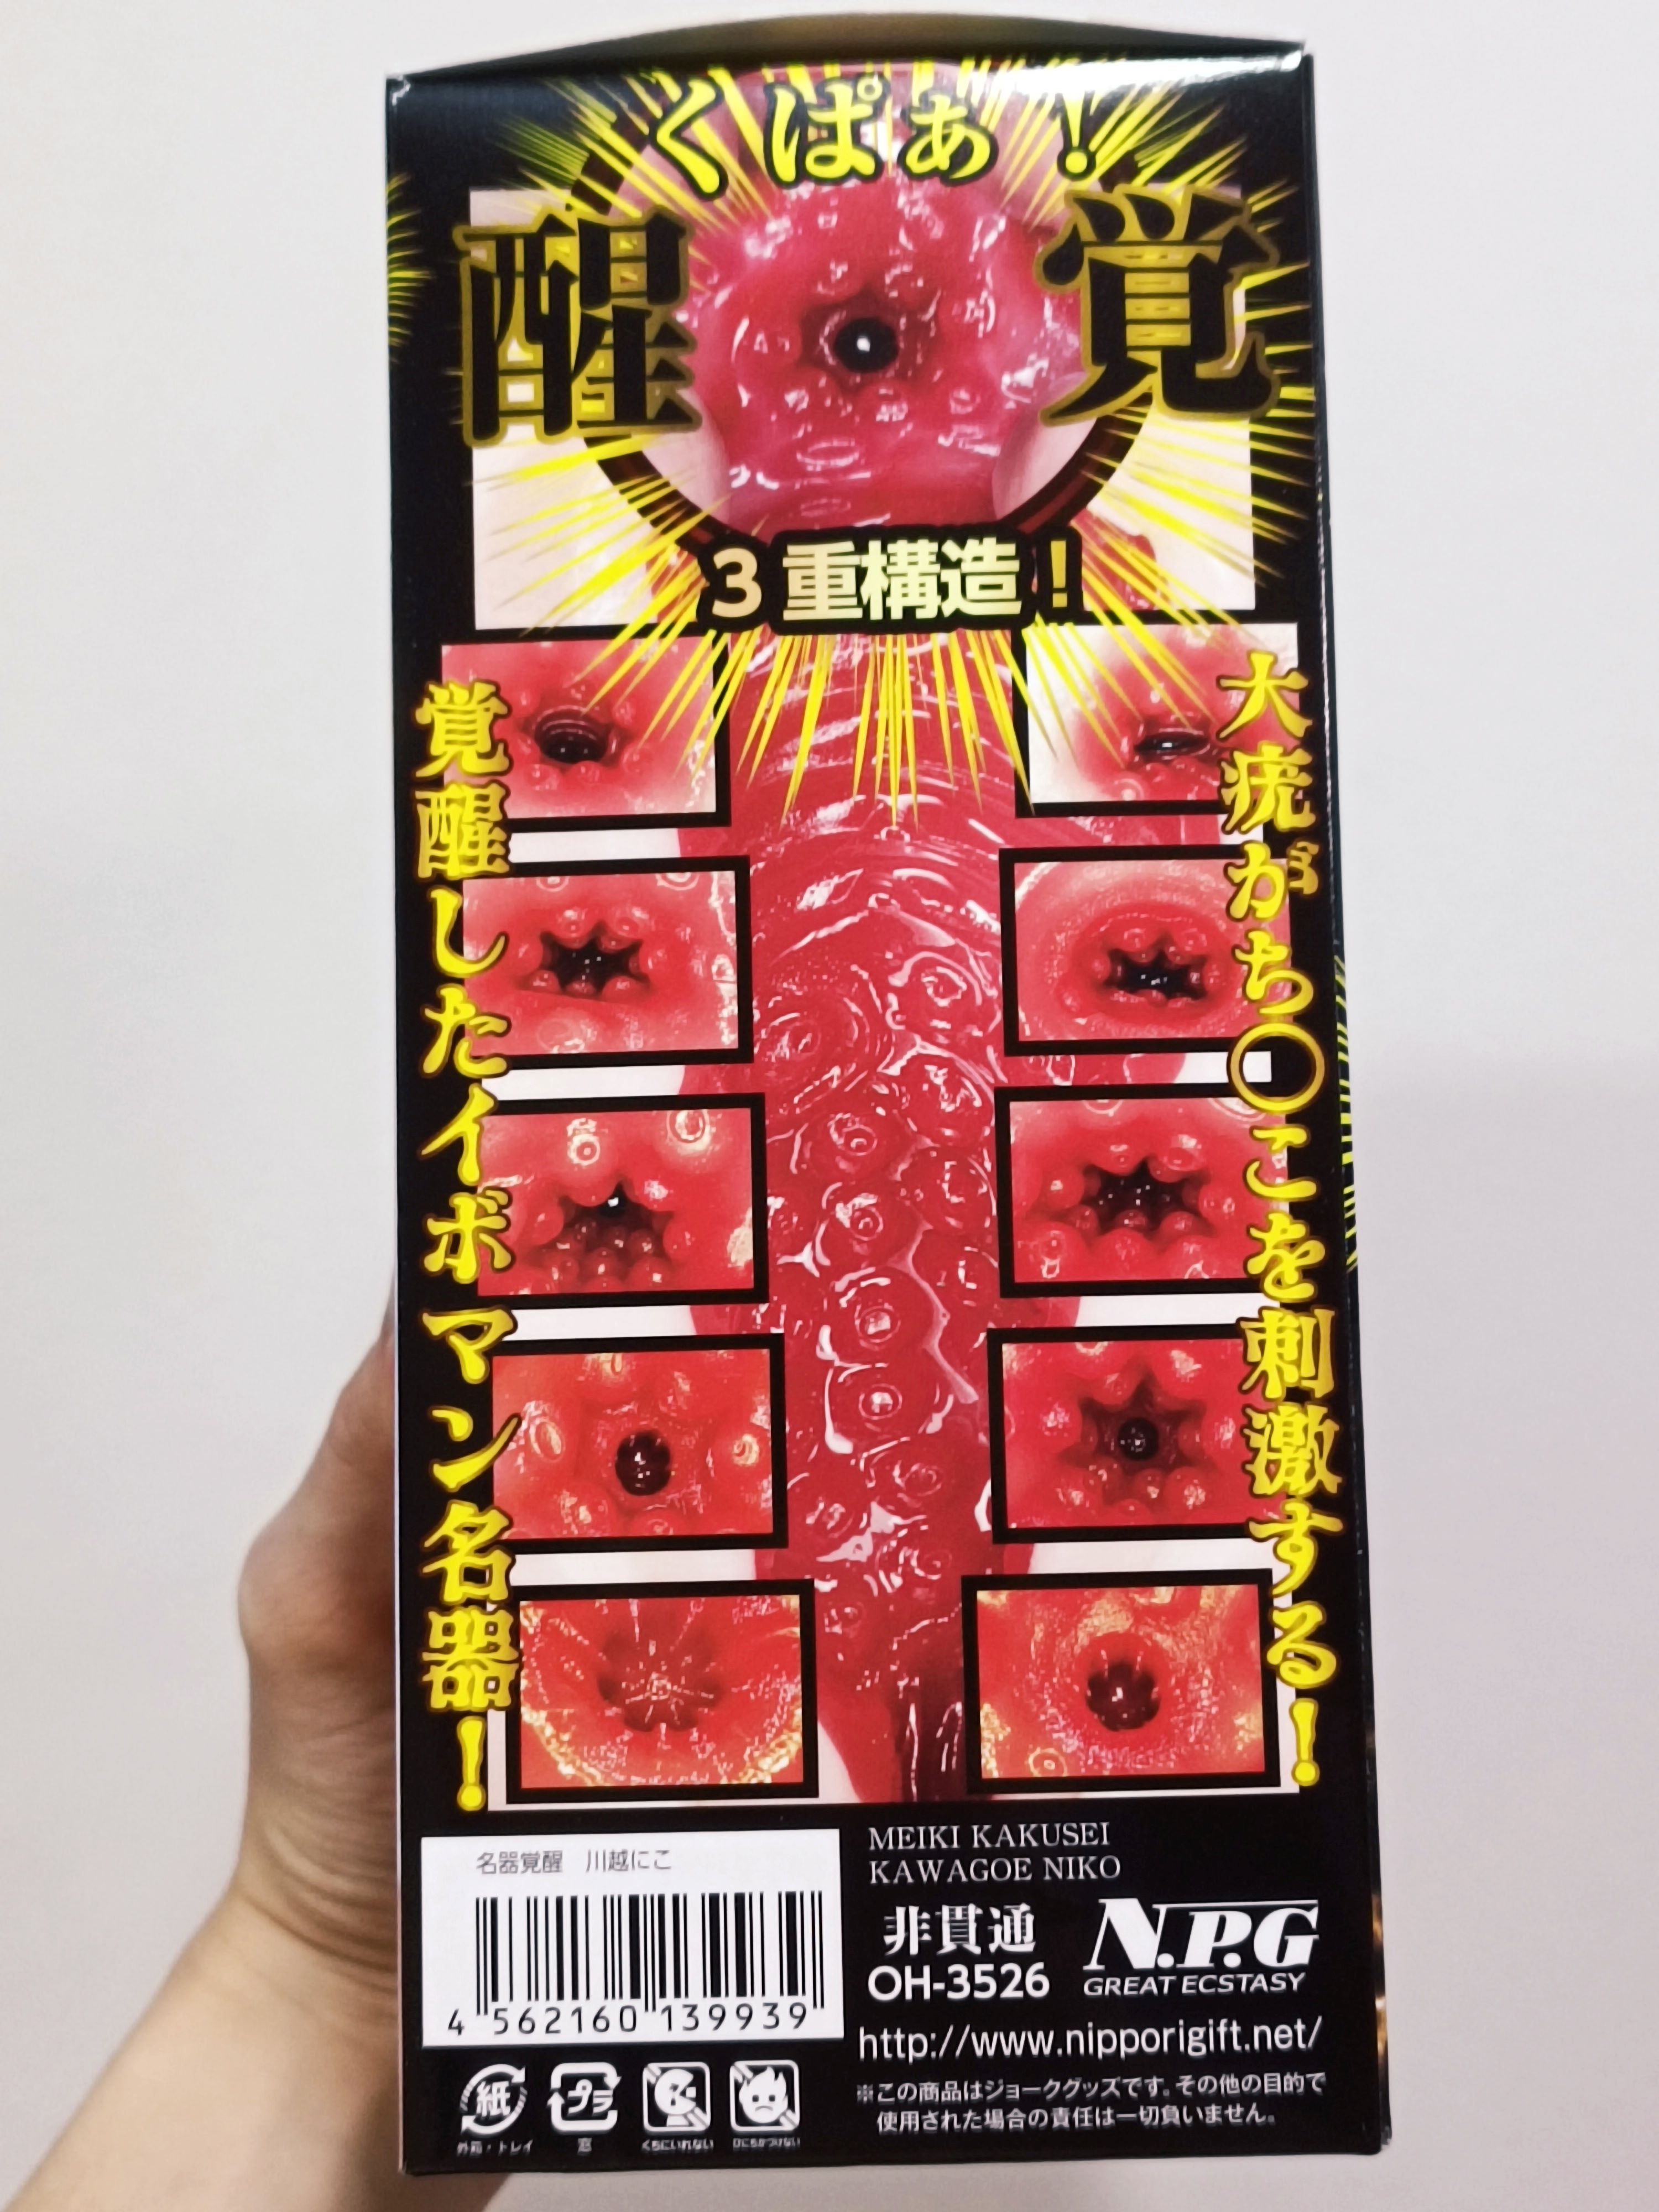 くぱぁ!
覚醒
3重構造!
大疣がち〇こを刺激する!
覚醒したイボマン名器!
名器覚醒 川越にこ
4 562160 139939
MEIKI KAKUSEI
KAWAGOE NIKO
非貫通
OH-3526
N.P.G
GREAT ECSTASY
http://www.nipporigift.net/
※この商品はジョークグッズです。その他の目的で
使用された場合の責任は一切負いません。
紙
外箱・トレイ
プラ
窓
くちにいれない
ひにちかづけない